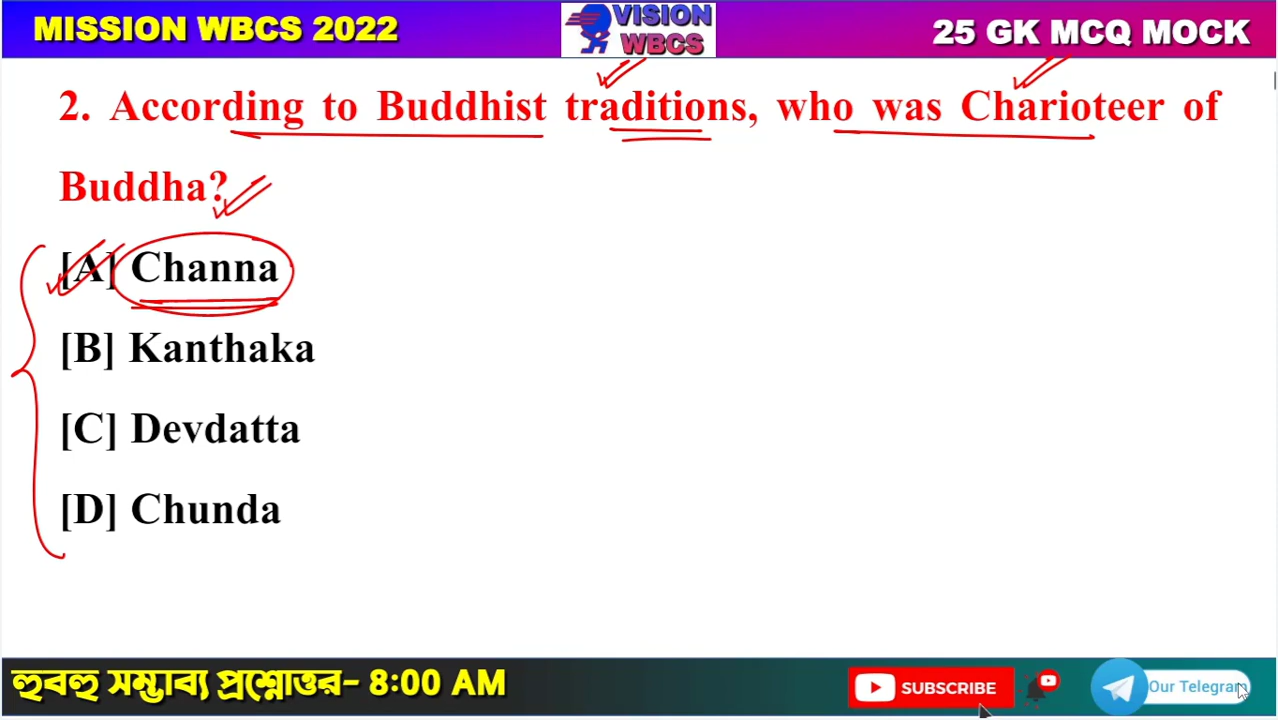 MISSION WBCS 2022
VISION
WBCS
25 GK MCQ MOCK
2. According to Buddhist traditions, who was Charioteer of
Buddha?
[A] Channa
[B] Kanthaka
[C] Devdatta
[D] Chunda
হুবহু সম্ভাব্য প্রশ্নোত্তর- 8:00 AM
SUBSCRIBE
Our Telegram